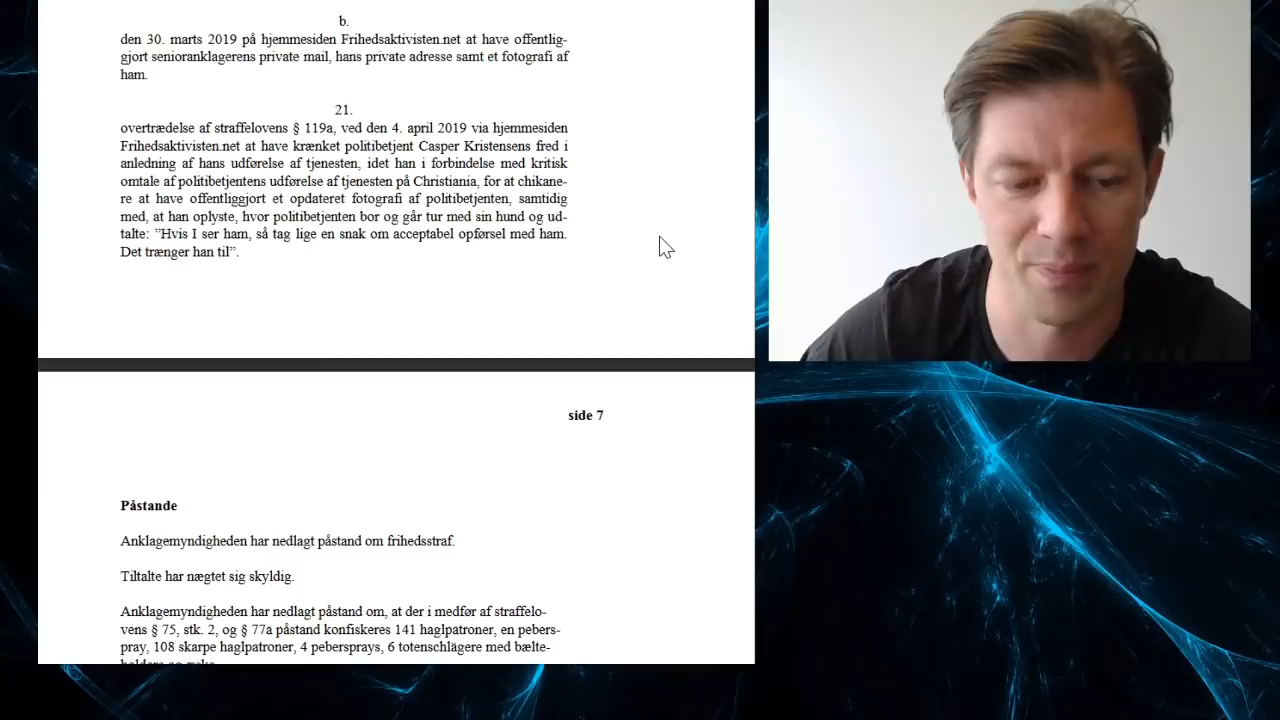 b.
den 30. marts 2019 på hjemmesiden Frihedsaktivisten.net at have offentlig-
gjort senioranklagerens private mail, hans private adresse samt et fotografi af
ham.
21.
overtrædelse af straffelovens § 119a, ved den 4. april 2019 via hjemmesiden
Frihedsaktivisten.net at have krænket politibetjent Casper Kristensens fred i
anledning af hans udførelse af tjenesten, idet han i forbindelse med kritisk
omtale af politibetjentens udførelse af tjenesten på Christiania, for at chikane-
re at have offentliggjort et opdateret fotografi af politibetjenten, samtidig
med, at han oplyste, hvor politibetjenten bor og går tur med sin hund og ud-
talte: ”Hvis I ser ham, så tag lige en snak om acceptabel opførsel med ham.
Det trænger han til”.
side 7
Påstande
Anklagemyndigheden har nedlagt påstand om frihedsstraf.
Tiltalte har nægtet sig skyldig.
Anklagemyndigheden har nedlagt påstand om, at der i medfør af straffelo-
vens § 75, stk. 2, og § 77a påstand konfiskeres 141 haglpatroner, en pebers-
pray, 108 skarpe haglpatroner, 4 pebersprays, 6 totenschlägere med bælte-